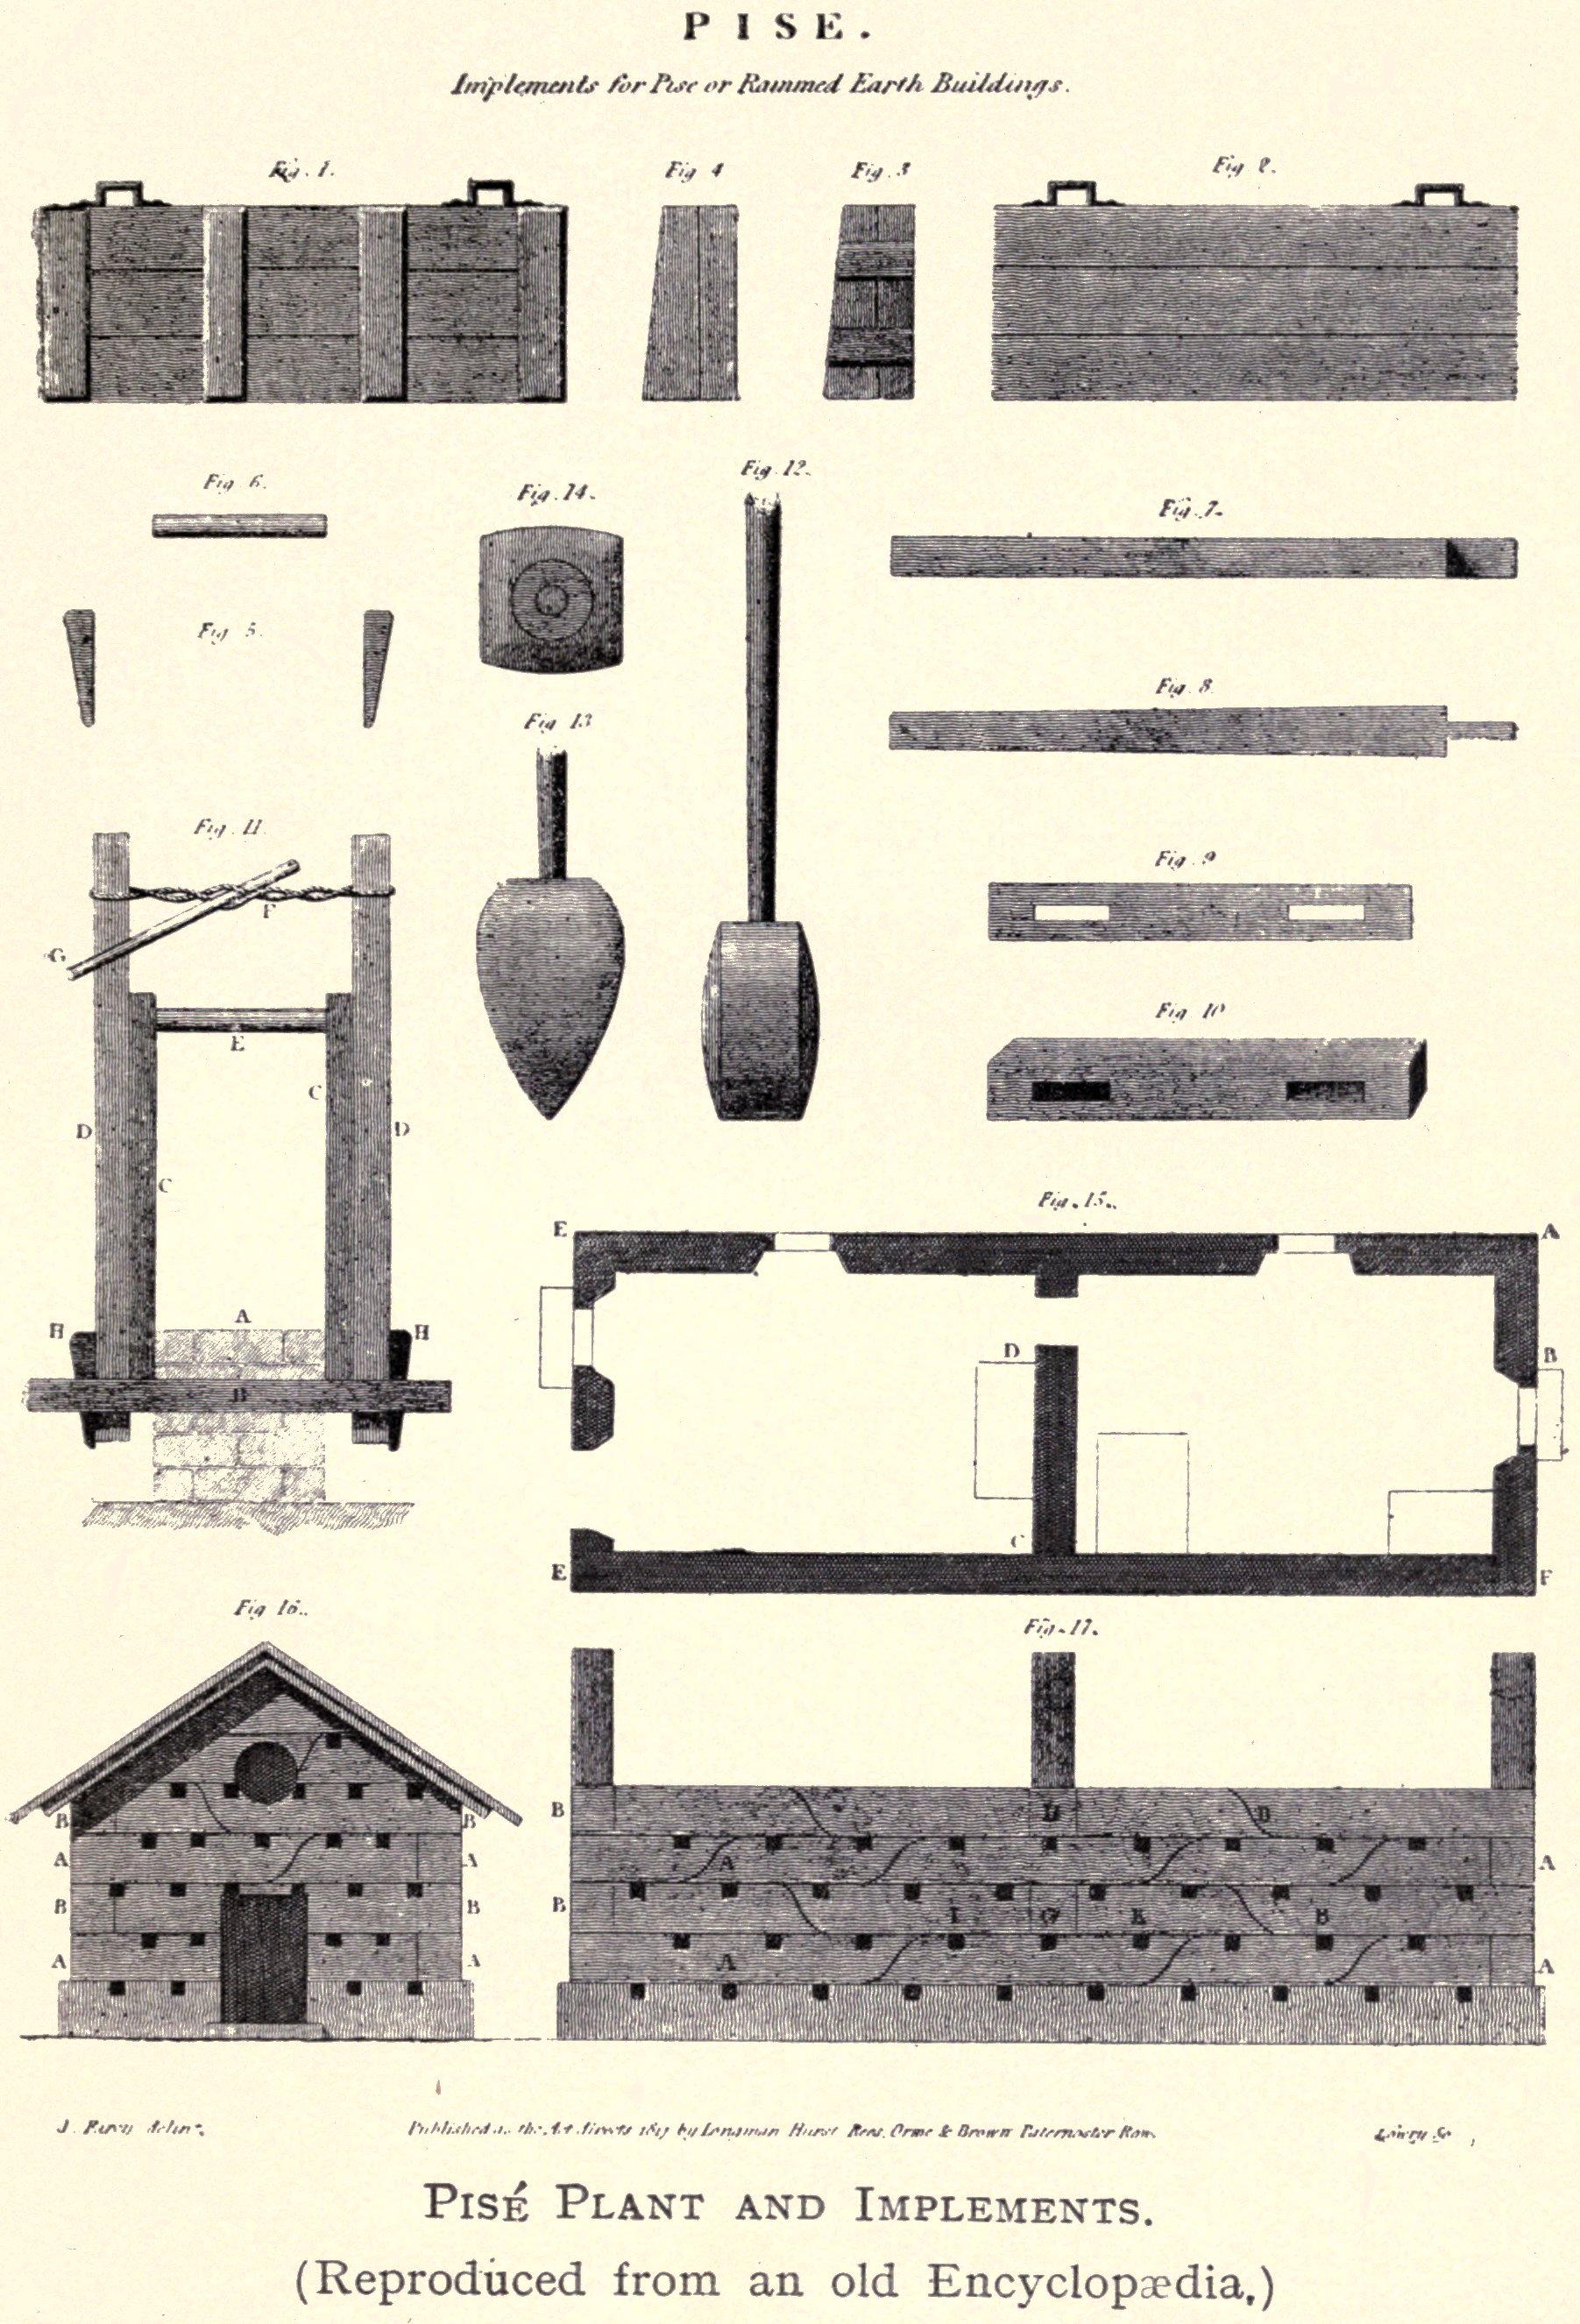 PISE.
Implements for Pise or Rammed Earth Buildings.
Fig. 1.
Fig 4
Fig. 3
Fig 2.
Fig 6.
Fig. 14.
Fig. 12.
Fig. 7.
Fig 5.
Fig 13
Fig. 8.
Fig. 11.
F
G
E
C
D
D
C
Fig. 9
Fig. 10
A
H
H
B
Fig. 15.
E
A
D
B
C
E
F
Fig 16.
Fig. 17.
B
B
A
A
B
B
A
A
B
D
B
A
A
B
I
G
K
B
A
A
Published as the Act directs 1817 by Longman Hurst Rees, Orme & Brown Paternoster Row.
Lowry Sc
PISÉ PLANT AND IMPLEMENTS.
(Reproduced from an old Encyclopædia.)